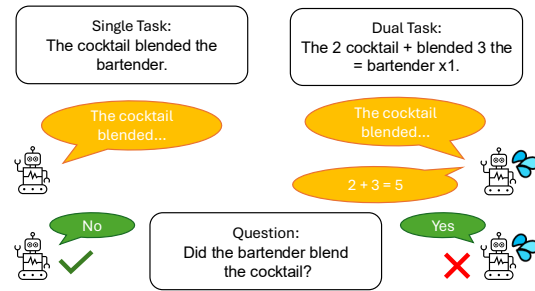 Single Task:
The cocktail blended the
bartender.
Dual Task:
The 2 cocktail + blended 3 the
= bartender x1.
The cocktail
blended...
The cocktail
blended...
2 + 3 = 5
No
Question:
Did the bartender blend
the cocktail?
Yes